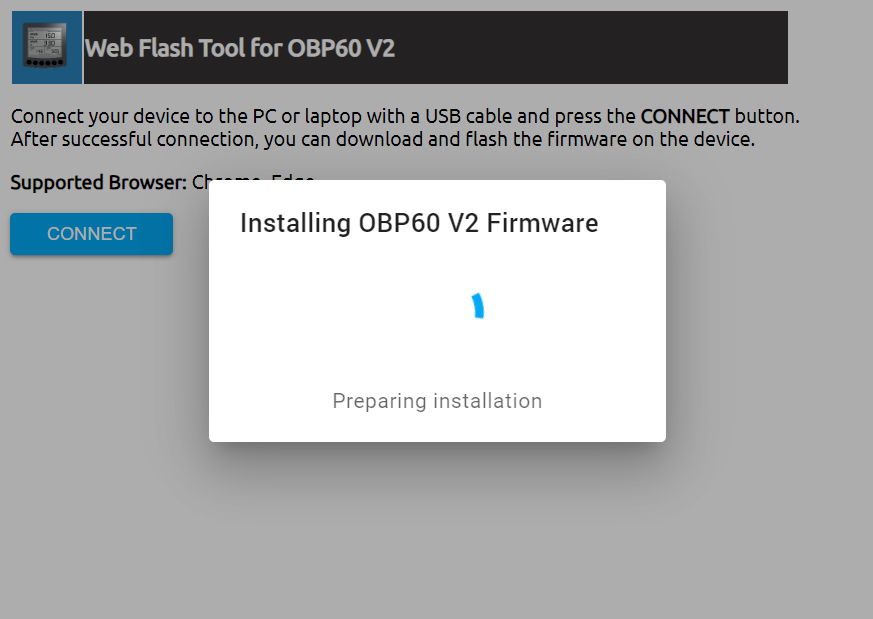 Web Flash Tool for OBP60 V2
Connect your device to the PC or laptop with a USB cable and press the CONNECT button.
After successful connection, you can download and flash the firmware on the device.
Supported Browser: Chrome, Edge
CONNECT
Installing OBP60 V2 Firmware
Preparing installation